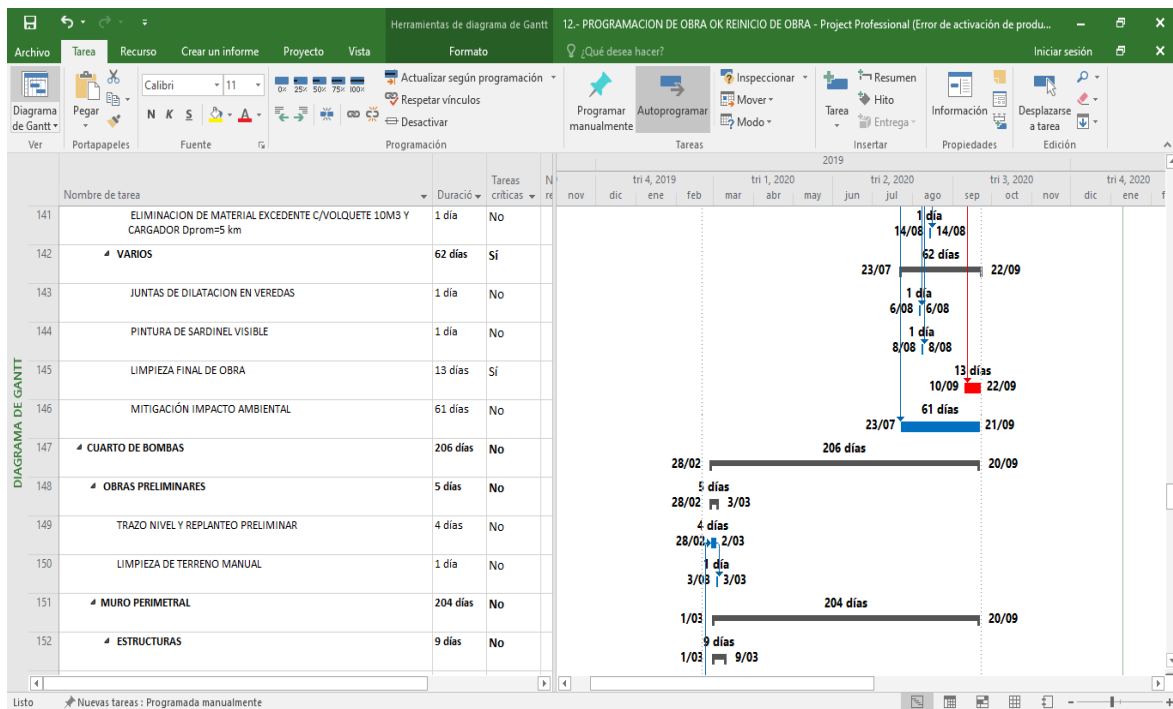 Herramientas de diagrama de Gantt 12.- PROGRAMACION DE OBRA OK REINICIO DE OBRA - Project Professional (Error de activación de produ...
Archivo Tarea Recurso Crear un informe Proyecto Vista Formato ¿Qué desea hacer? Iniciar sesión
Diagrama de Gantt
Pegar
Calibri 11
N K S A
0% 25% 50% 75% 100%
Actualizar según programación
Respetar vínculos
Desactivar
Programar manualmente
Autoprogramar
Inspeccionar
Mover
Modo
Tarea
Resumen
Hito
Entrega
Información
Desplazarse a tarea
Ver Portapapeles Fuente Programación Tareas Insertar Propiedades Edición
2019
tri 4, 2019 tri 1, 2020 tri 2, 2020 tri 3, 2020 tri 4, 2020
Nombre de tarea Duració Tareas críticas N re
nov dic ene feb mar abr may jun jul ago sep oct nov dic ene f
DIAGRAMA DE GANTT
141 ELIMINACION DE MATERIAL EXCEDENTE C/VOLQUETE 10M3 Y 1 día No 1 día
CARGADOR Dprom=5 km 14/08 14/08
142 VARIOS 62 días Sí 62 días
23/07 22/09
143 JUNTAS DE DILATACION EN VEREDAS 1 día No 1 día
6/08 6/08
144 PINTURA DE SARDINEL VISIBLE 1 día No 1 día
8/08 8/08
145 LIMPIEZA FINAL DE OBRA 13 días Sí 13 días
10/09 22/09
146 MITIGACIÓN IMPACTO AMBIENTAL 61 días No 61 días
23/07 21/09
147 CUARTO DE BOMBAS 206 días No 206 días
28/02 20/09
148 OBRAS PRELIMINARES 5 días No 5 días
28/02 3/03
149 TRAZO NIVEL Y REPLANTEO PRELIMINAR 4 días No 4 días
28/02 2/03
150 LIMPIEZA DE TERRENO MANUAL 1 día No 1 día
3/03 3/03
151 MURO PERIMETRAL 204 días No 204 días
1/03 20/09
152 ESTRUCTURAS 9 días No 9 días
1/03 9/03
Listo Nuevas tareas : Programada manualmente